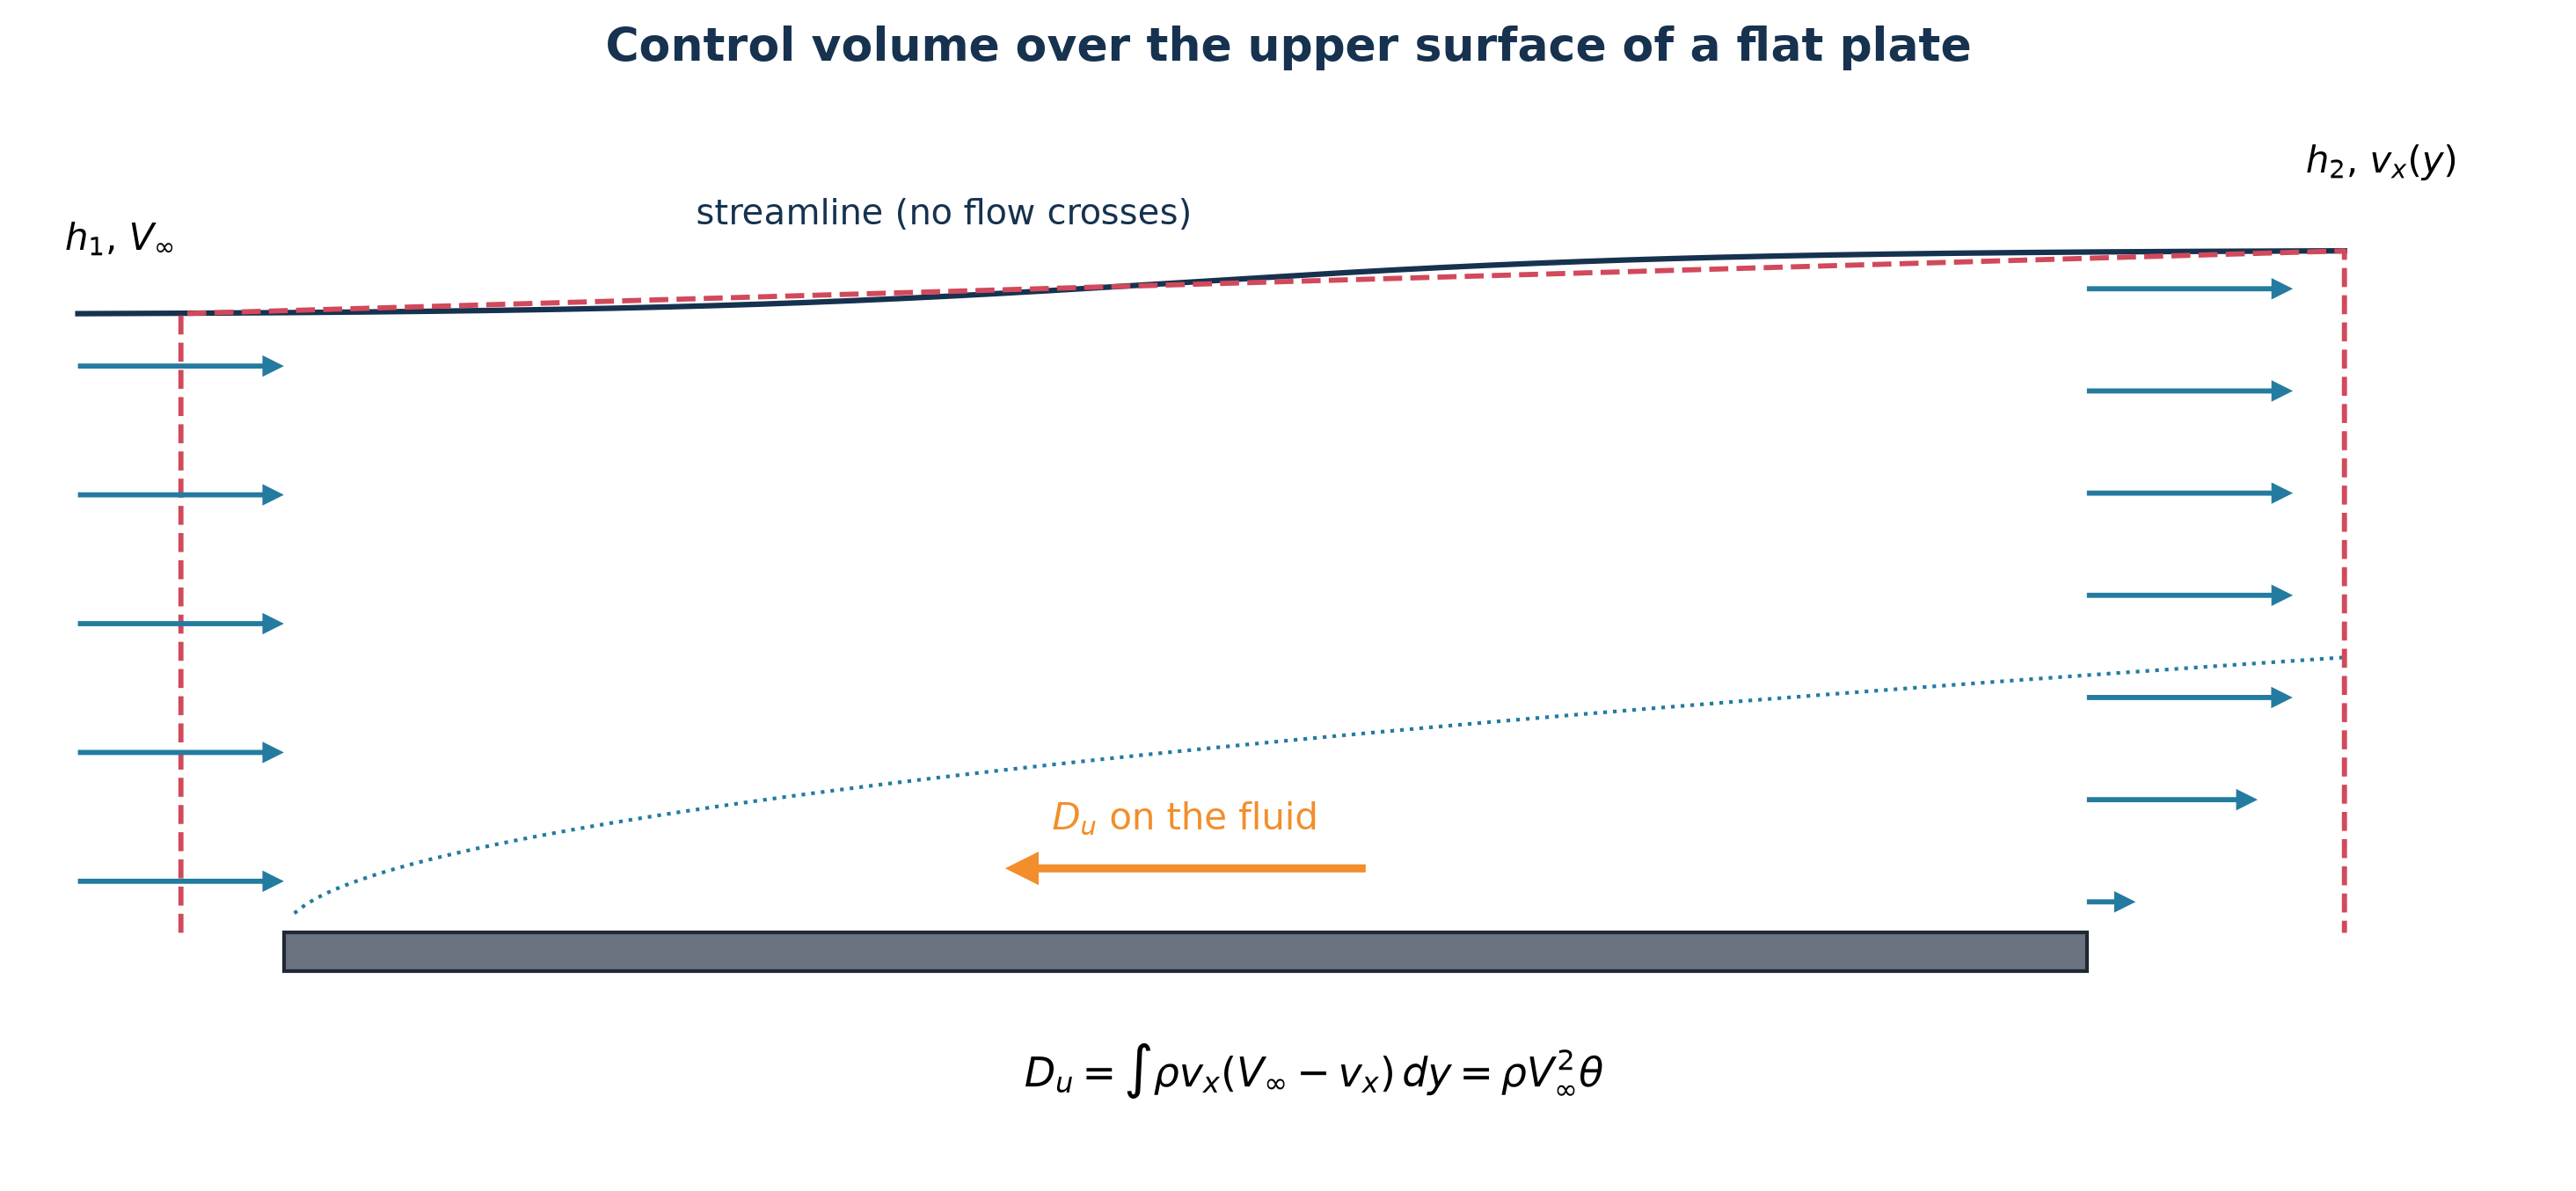 Control volume over the upper surface of a flat plate
h₂, vₓ(y)
streamline (no flow crosses)
h₁, V∞
Dᵤ on the fluid
Dᵤ = ∫ρvₓ(V∞ − vₓ) dy = ρV∞²θ